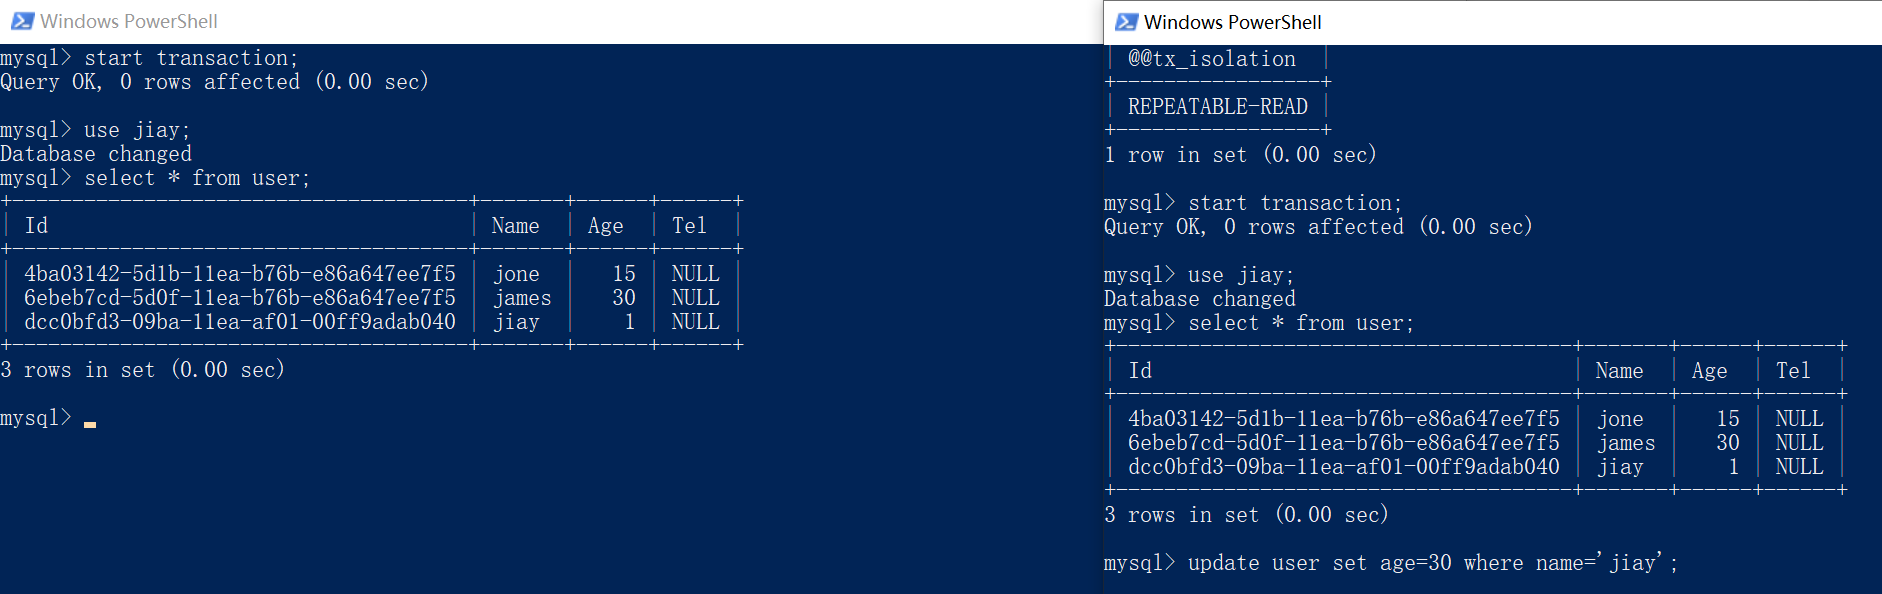 Windows PowerShell
mysql> start transaction;
Query OK, 0 rows affected (0.00 sec)
mysql> use jiay;
Database changed
mysql> select * from user;
+--------------------------------------+-------+------+------+
| Id | Name | Age | Tel |
+--------------------------------------+-------+------+------+
| 4ba03142-5d1b-11ea-b76b-e86a647ee7f5 | jone | 15 | NULL |
| 6ebeb7cd-5d0f-11ea-b76b-e86a647ee7f5 | james | 30 | NULL |
| dcc0bfd3-09ba-11ea-af01-00ff9adab040 | jiay | 1 | NULL |
+--------------------------------------+-------+------+------+
3 rows in set (0.00 sec)
mysql>
Windows PowerShell
| @@tx_isolation |
+-----------------+
| REPEATABLE-READ |
+-----------------+
1 row in set (0.00 sec)
mysql> start transaction;
Query OK, 0 rows affected (0.00 sec)
mysql> use jiay;
Database changed
mysql> select * from user;
+--------------------------------------+-------+------+------+
| Id | Name | Age | Tel |
+--------------------------------------+-------+------+------+
| 4ba03142-5d1b-11ea-b76b-e86a647ee7f5 | jone | 15 | NULL |
| 6ebeb7cd-5d0f-11ea-b76b-e86a647ee7f5 | james | 30 | NULL |
| dcc0bfd3-09ba-11ea-af01-00ff9adab040 | jiay | 1 | NULL |
+--------------------------------------+-------+------+------+
3 rows in set (0.00 sec)
mysql> update user set age=30 where name='jiay';